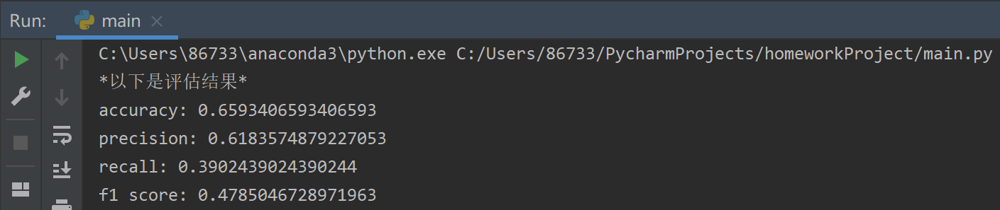 Run: main
C:\Users\86733\anaconda3\python.exe C:/Users/86733/PycharmProjects/homeworkProject/main.py
*以下是评估结果*
accuracy: 0.6593406593406593
precision: 0.6183574879227053
recall: 0.3902439024390244
f1 score: 0.4785046728971963